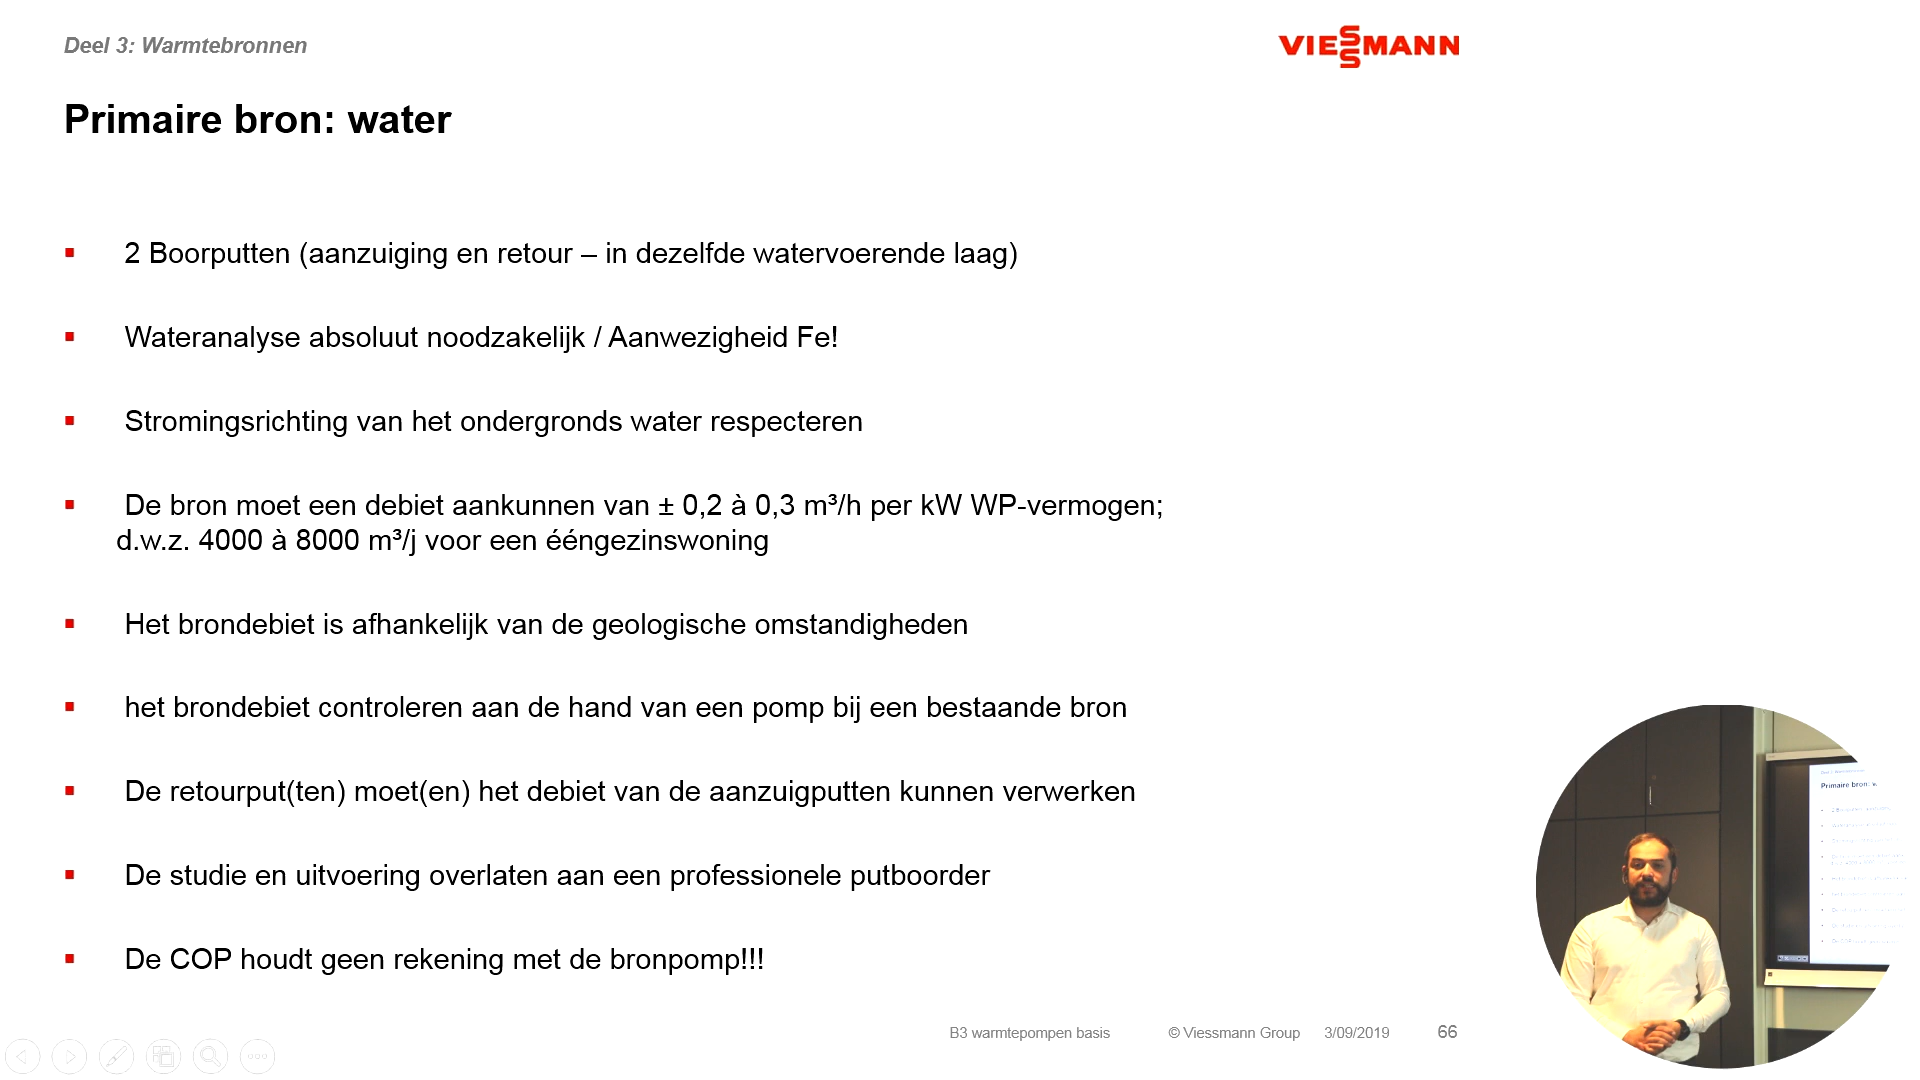 Deel 3: Warmtebronnen
VIESSMANN
Primaire bron: water
2 Boorputten (aanzuiging en retour – in dezelfde watervoerende laag)
Wateranalyse absoluut noodzakelijk / Aanwezigheid Fe!
Stromingsrichting van het ondergronds water respecteren
De bron moet een debiet aankunnen van ± 0,2 à 0,3 m³/h per kW WP-vermogen;
d.w.z. 4000 à 8000 m³/j voor een ééngezinswoning
Het brondebiet is afhankelijk van de geologische omstandigheden
het brondebiet controleren aan de hand van een pomp bij een bestaande bron
De retourput(ten) moet(en) het debiet van de aanzuigputten kunnen verwerken
De studie en uitvoering overlaten aan een professionele putboorder
De COP houdt geen rekening met de bronpomp!!!
B3 warmtepompen basis © Viessmann Group 3/09/2019 66
Primaire bron: